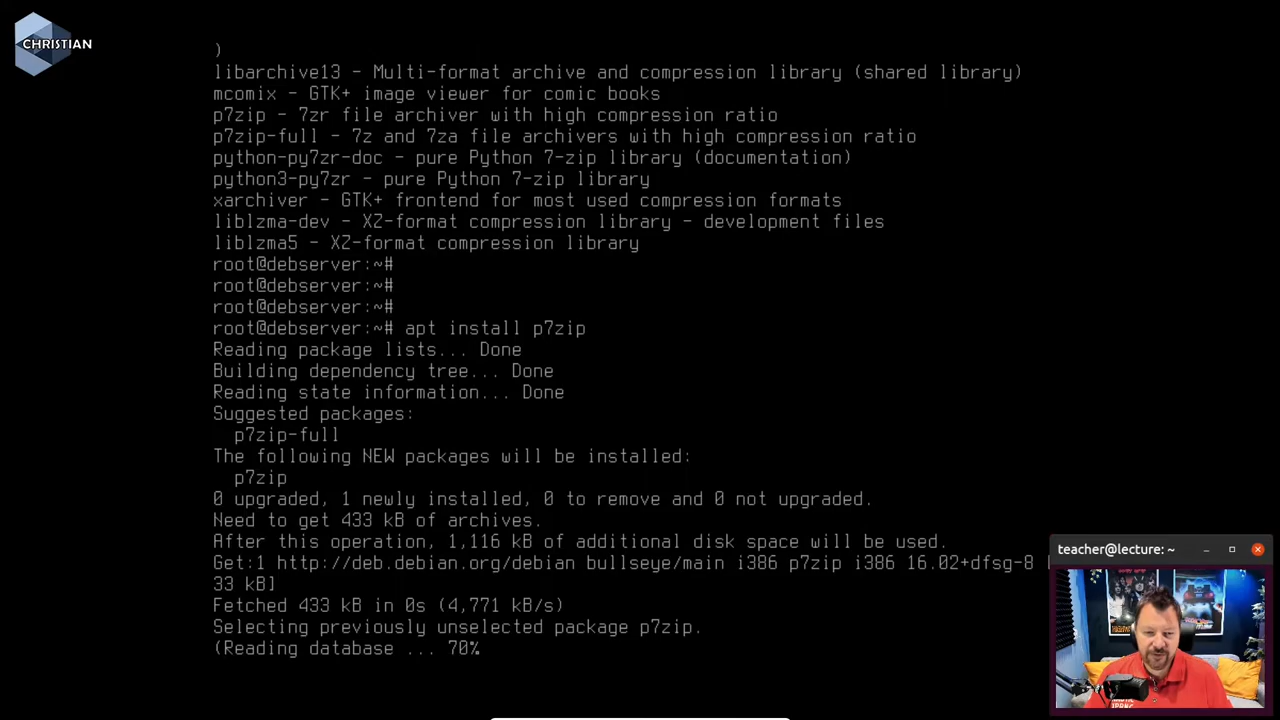 CHRISTIAN
)
libarchive13 - Multi-format archive and compression library (shared library)
mcomix - GTK+ image viewer for comic books
p7zip - 7zr file archiver with high compression ratio
p7zip-full - 7z and 7za file archivers with high compression ratio
python-py7zr-doc - pure Python 7-zip library (documentation)
python3-py7zr - pure Python 7-zip library
xarchiver - GTK+ frontend for most used compression formats
liblzma-dev - XZ-format compression library - development files
liblzma5 - XZ-format compression library
root@debserver:~#
root@debserver:~#
root@debserver:~#
root@debserver:~# apt install p7zip
Reading package lists... Done
Building dependency tree... Done
Reading state information... Done
Suggested packages:
p7zip-full
The following NEW packages will be installed:
p7zip
0 upgraded, 1 newly installed, 0 to remove and 0 not upgraded.
Need to get 433 kB of archives.
After this operation, 1,116 kB of additional disk space will be used.
Get:1 http://deb.debian.org/debian bullseye/main i386 p7zip i386 16.02+dfsg-8
33 kB]
Fetched 433 kB in 0s (4,771 kB/s)
Selecting previously unselected package p7zip.
(Reading database ... 70%
teacher@lecture: ~